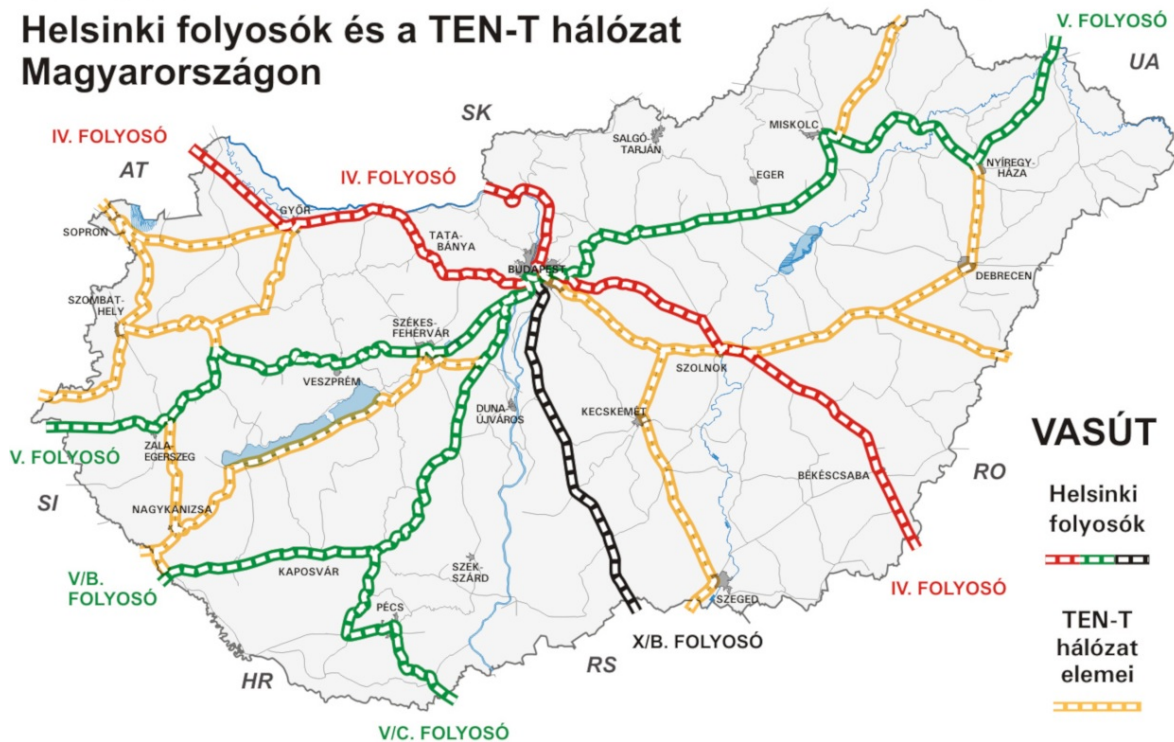 Helsinki folyosók és a TEN-T hálózat
Magyarországon
V. FOLYOSÓ
UA
SK
IV. FOLYOSÓ
AT
IV. FOLYOSÓ
MISKOLC
SALGÓ-
TARJÁN
EGER
NYÍREGY-
HÁZA
GYŐR
SOPRON
TATA-
BÁNYA
BUDAPEST
DEBRECEN
SZOMBAT-
HELY
SZÉKES-
FEHÉRVÁR
VESZPRÉM
SZOLNOK
DUNA-
ÚJVÁROS
KECSKEMÉT
ZALA-
EGERSZEG
V. FOLYOSÓ
SI
BÉKÉSCSABA
RO
NAGYKANIZSA
V/B.
FOLYOSÓ
KAPOSVÁR
SZEK-
SZÁRD
PÉCS
SZEGED
IV. FOLYOSÓ
X/B. FOLYOSÓ
HR
RS
V/C. FOLYOSÓ
VASÚT
Helsinki
folyosók
TEN-T
hálózat
elemei